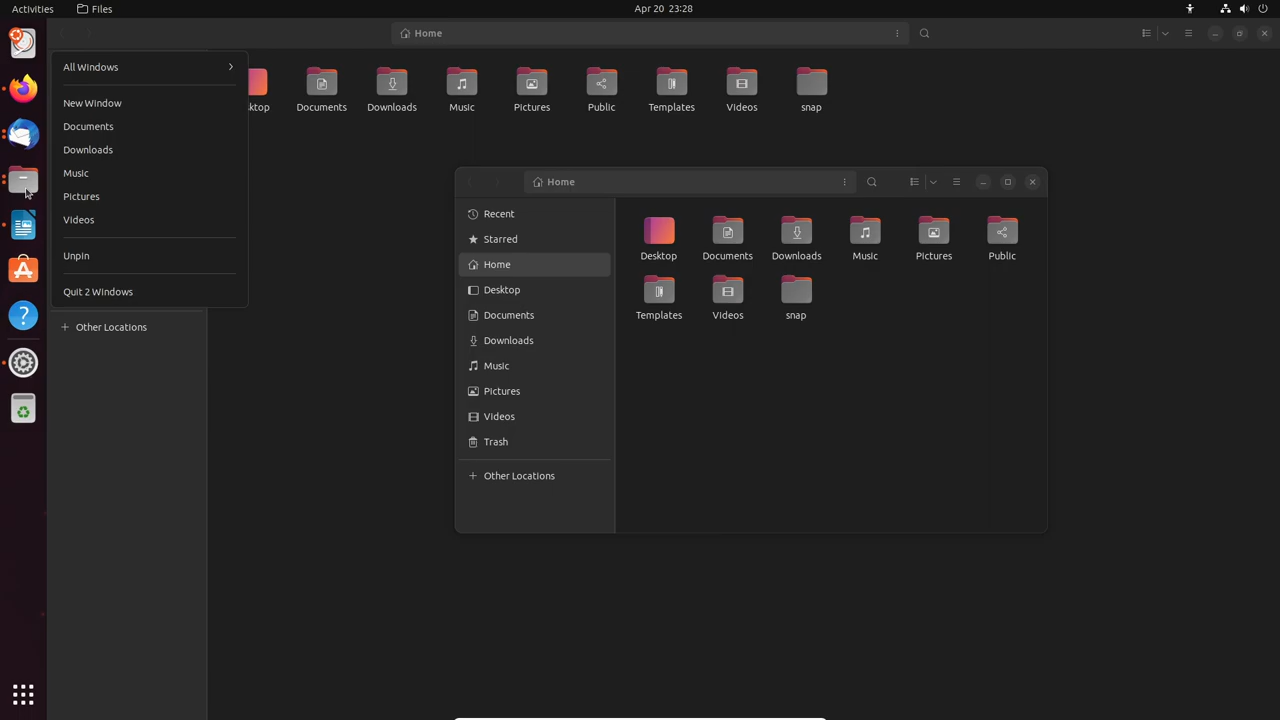 Activities
Files
Apr 20 23:28
Home
All Windows
New Window
Documents
Downloads
Music
Pictures
Videos
Unpin
Quit 2 Windows
Other Locations
ktop
Documents
Downloads
Music
Pictures
Public
Templates
Videos
snap
Home
Recent
Starred
Home
Desktop
Documents
Downloads
Music
Pictures
Videos
Trash
Other Locations
Desktop
Documents
Downloads
Music
Pictures
Public
Templates
Videos
snap